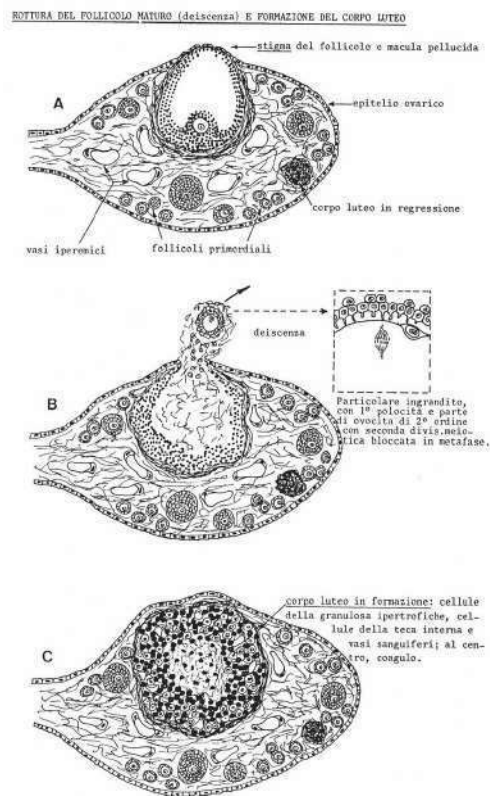 ROTTURA DEL FOLLICOLO MATURO (deiscenza) E FORMAZIONE DEL CORPO LUTEO
stigma del follicolo e macula pellucida
A
epitelio ovarico
corpo luteo in regressione
vasi iperemici
follicoli primordiali
deiscenza
B
Particolare ingrandito,
con 1º polocita e parte
di ovocita di 2º ordine
con seconda divis.meio-
tica bloccata in metafase.
corpo luteo in formazione: cellule
della granulosa ipertrofiche, cel-
lule della teca interna e
vasi sanguiferi; al cen-
tro, coagulo.
C